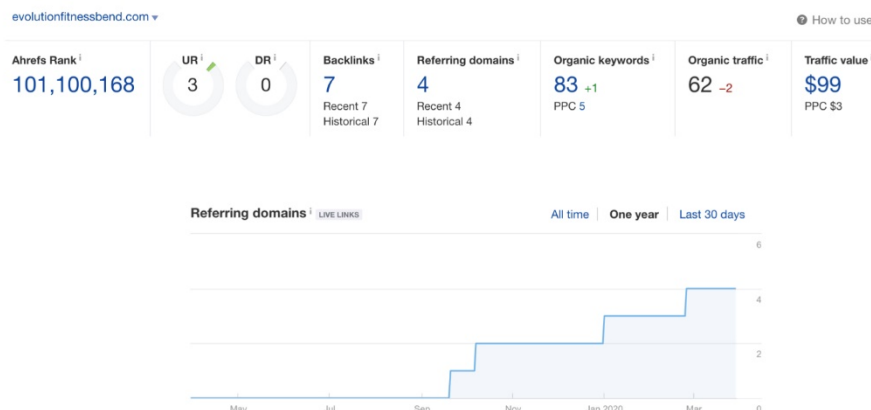 evolutionfitnessbend.com
How to use
Ahrefs Rank
101,100,168
UR
3
DR
0
Backlinks
7
Recent 7
Historical 7
Referring domains
4
Recent 4
Historical 4
Organic keywords
83 +1
PPC 5
Organic traffic
62 -2
Traffic value
$99
PPC $3
Referring domains LIVE LINKS
All time One year Last 30 days
6
4
2
0
May Jul Sep Nov Jan 2020 Mar